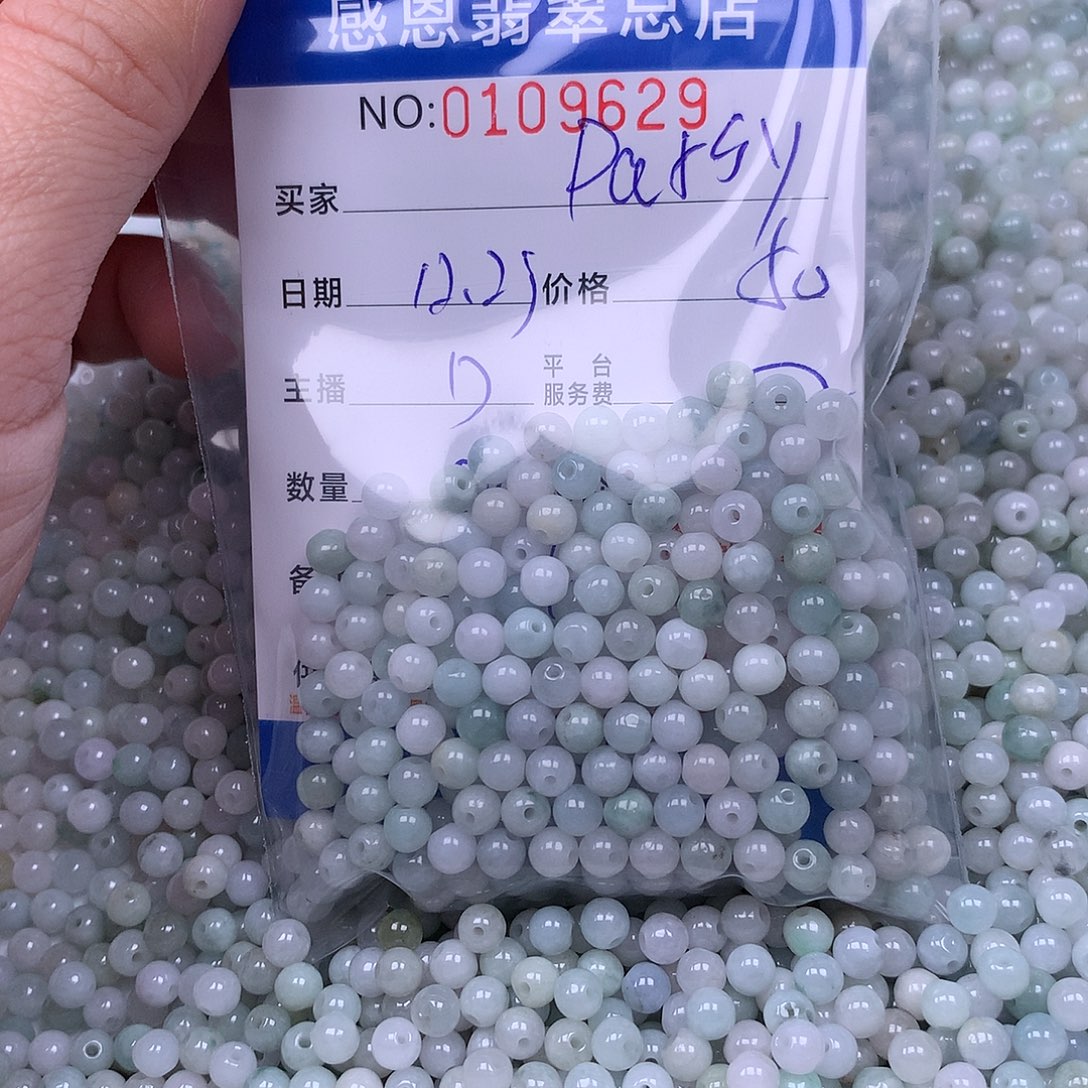 感恩翡翠总店
NO:0109629
买家 Patsy
日期 12.25 价格 80
主播 D 平台服务费
数量
备